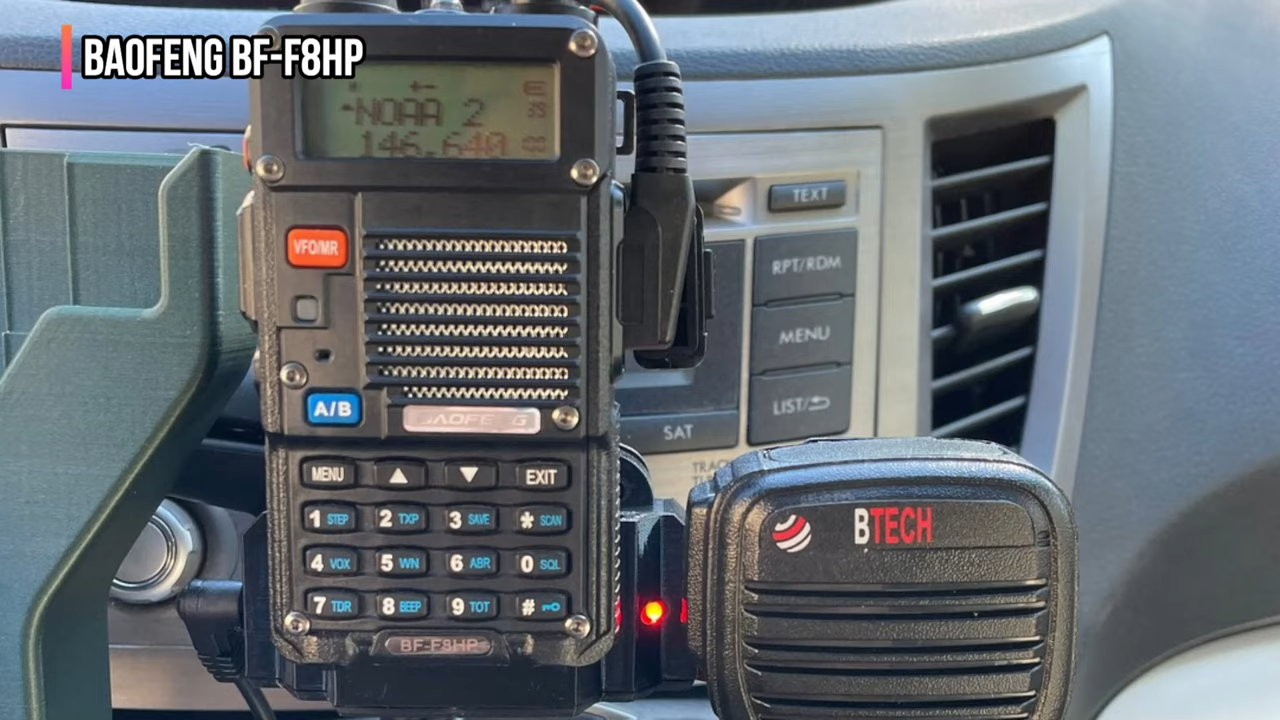 BAOFENG BF-F8HP
-NOAA 2
146.640
VFO/MR
A/B
BAOFENG
MENU ▲ ▼ EXIT
1 STEP 2 TXP 3 SAVE * SCAN
4 VOX 5 WN 6 ABR 0 SQL
7 TDR 8 BEEP 9 TOT #
BF-F8HP
TEXT
RPT/RDM
MENU
LIST/
SAT
TRACK
BTECH